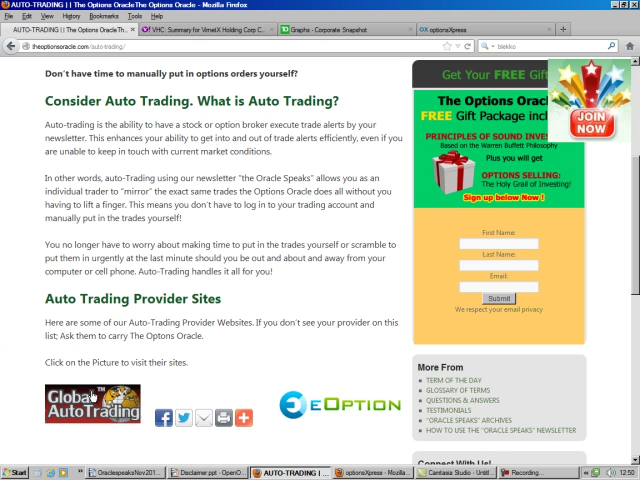 AUTO-TRADING | | The Options OracleThe Options Oracle - Mozilla Firefox
File Edit View History Bookmarks Tools Help
AUTO-TRADING | | The Options OracleTh...
VHC: Summary for VirnetX Holding Corp C...
Graphs - Corporate Snapshot
optionsXpress
theoptionsoracle.com/auto-trading/
blekko
Don't have time to manually put in options orders yourself?
Consider Auto Trading. What is Auto Trading?
Auto-trading is the ability to have a stock or option broker execute trade alerts by your
newsletter. This enhances your ability to get into and out of trade alerts efficiently, even if you
are unable to keep in touch with current market conditions.
In other words, auto-Trading using our newsletter "the Oracle Speaks" allows you as an
individual trader to "mirror" the exact same trades the Options Oracle does all without you
having to lift a finger. This means you don't have to log in to your trading account and
manually put in the trades yourself!
You no longer have to worry about making time to put in the trades yourself or scramble to
put them in urgently at the last minute should you be out and about and away from your
computer or cell phone. Auto-Trading handles it all for you!
Auto Trading Provider Sites
Here are some of our Auto-Trading Provider Websites. If you don't see your provider on this
list; Ask them to carry The Options Oracle.
Click on the Picture to visit their sites.
Global
AutoTrading
TM
eOPTION
Get Your FREE Gif
JOIN
NOW
The Options Orac
FREE Gift Package inclu
PRINCIPLES OF SOUND INVES
Based on the Warren Buffett Philosophy
Plus you will get
OPTIONS SELLING:
The Holy Grail of Investing!
Sign up below Now !
First Name:
Last Name:
Email:
Submit
We respect your email privacy
More From
TERM OF THE DAY
GLOSSARY OF TERMS
QUESTIONS & ANSWERS
TESTIMONIALS
"ORACLE SPEAKS" ARCHIVES
HOW TO USE THE "ORACLE SPEAKS" NEWSLETTER
Connect With Us!
Start
OraclespeaksNov201...
Disclaimer.ppt - OpenO...
AUTO-TRADING | ...
optionsXpress - Mozilla...
Camtasia Studio - Untitl...
Recording...
12:50